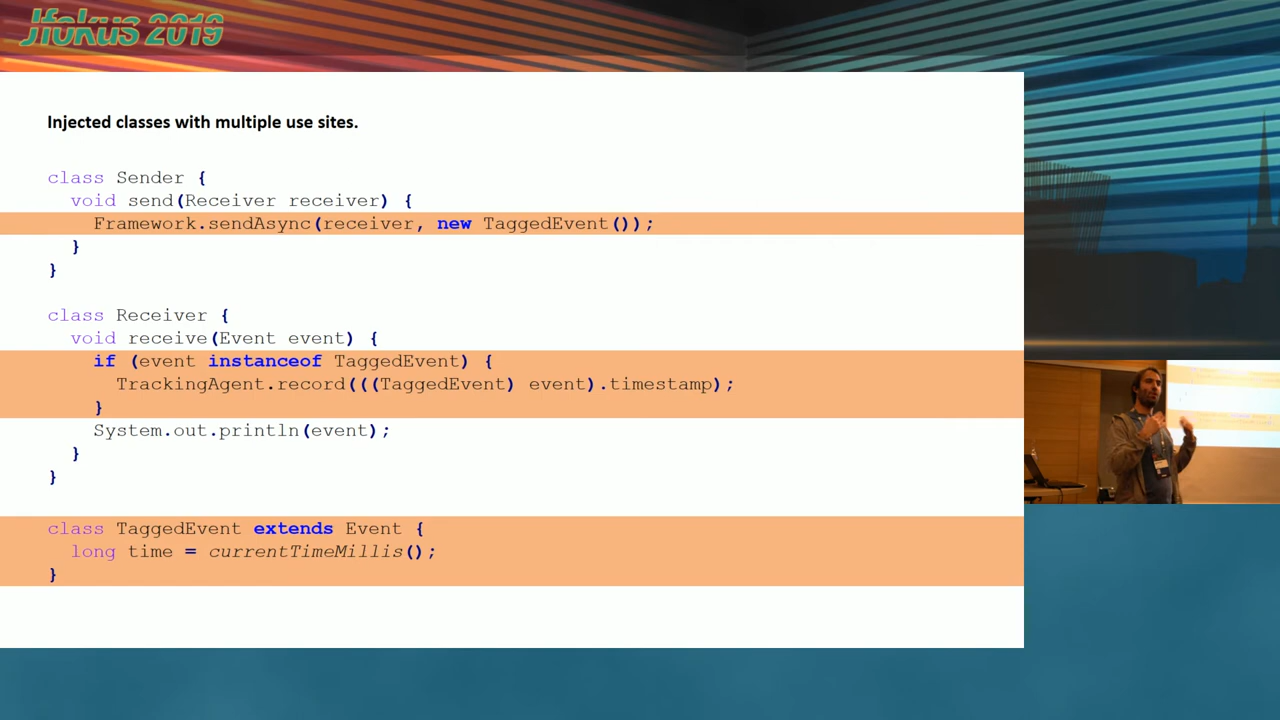 Jfokus 2019
Injected classes with multiple use sites.
class Sender {
  void send(Receiver receiver) {
    Framework.sendAsync(receiver, new TaggedEvent());
  }
}
class Receiver {
  void receive(Event event) {
    if (event instanceof TaggedEvent) {
      TrackingAgent.record(((TaggedEvent) event).timestamp);
    }
    System.out.println(event);
  }
}
class TaggedEvent extends Event {
  long time = currentTimeMillis();
}